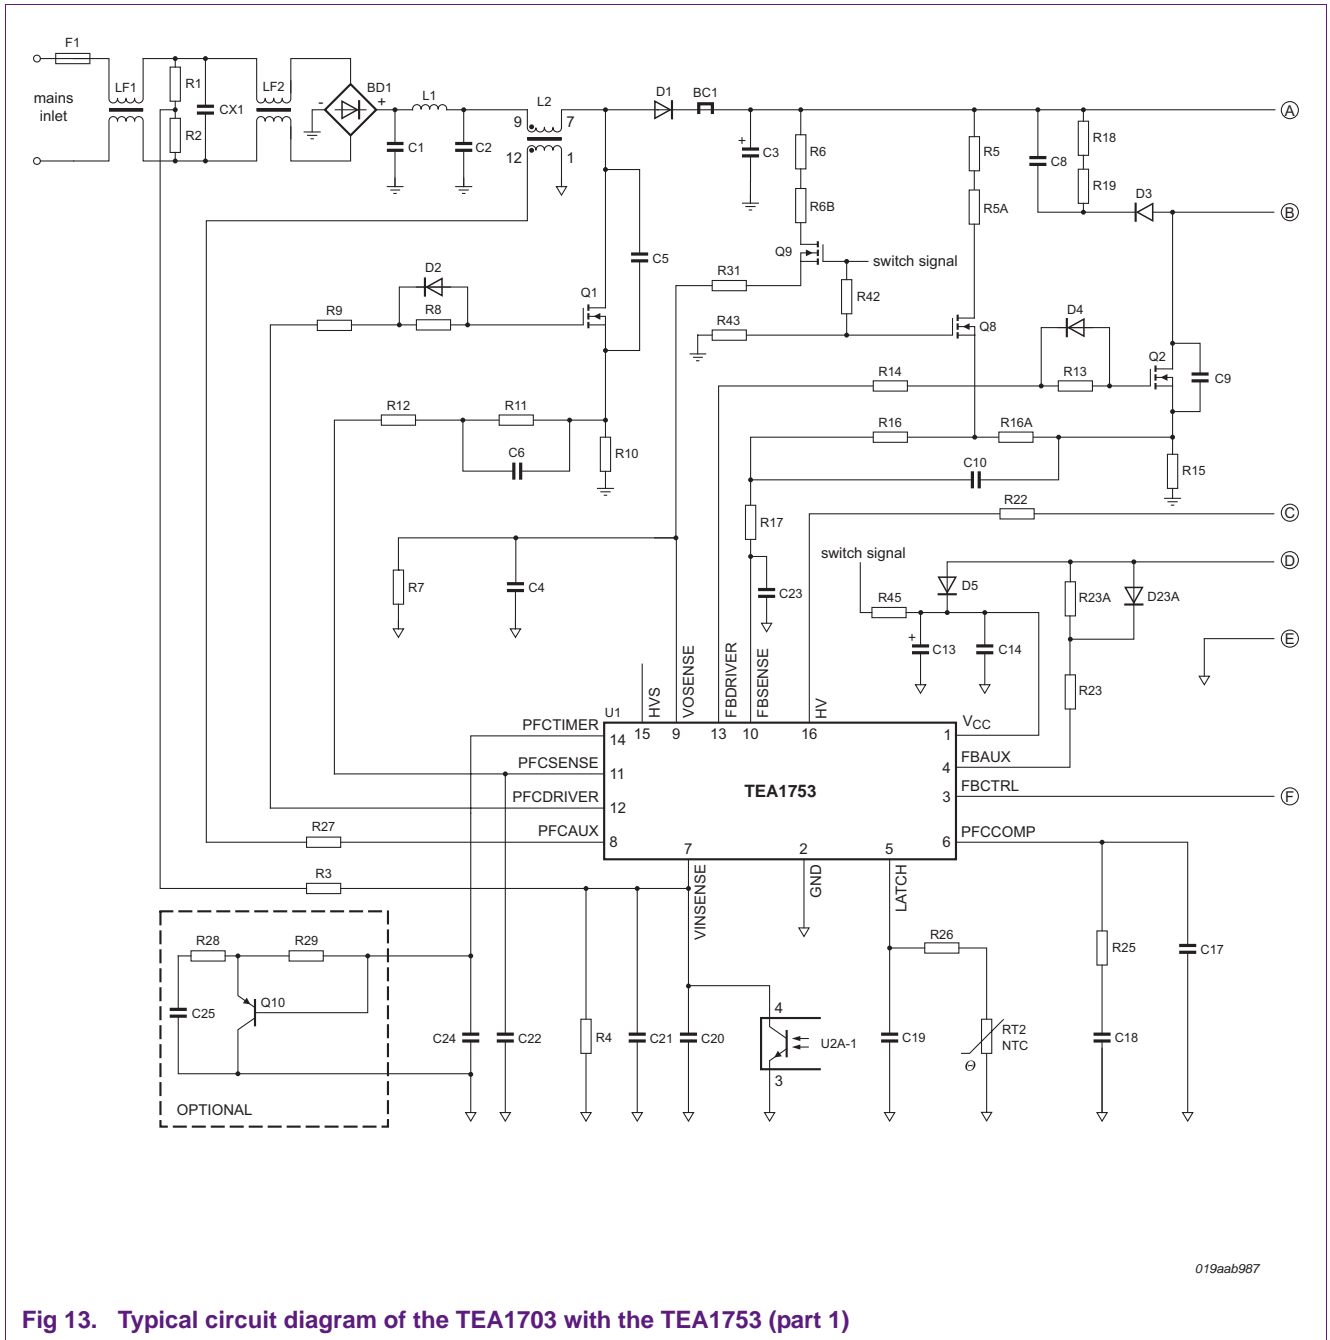 F1
mains
inlet
LF1
R1
R2
CX1
LF2
BD1
-
+
L1
C1
C2
L2
9
7
12
1
D1
BC1
+
C3
R6
R6B
R5
R5A
C8
R18
R19
D3
A
B
C5
Q9
switch signal
R31
R42
R43
Q8
D2
R9
R8
Q1
D4
R14
R13
Q2
C9
R12
R11
C6
R10
R16
R16A
C10
R15
R22
C
R17
R7
C4
C23
switch signal
D5
R45
+
C13
C14
R23A
D23A
D
E
R23
HVS
VOSENSE
FBDRIVER
FBSENSE
HV
U1
15
9
13
10
16
VCC
1
PFCTIMER
14
FBAUX
4
PFCSENSE
11
TEA1753
FBCTRL
3
F
PFCDRIVER
12
R27
PFCAUX
8
PFCCOMP
6
7
2
5
VINSENSE
GND
LATCH
R3
R28
R29
Q10
C25
OPTIONAL
C24
C22
R4
C21
C20
4
3
U2A-1
R26
C19
RT2
NTC
Θ
R25
C18
C17
019aab987
Fig 13. Typical circuit diagram of the TEA1703 with the TEA1753 (part 1)